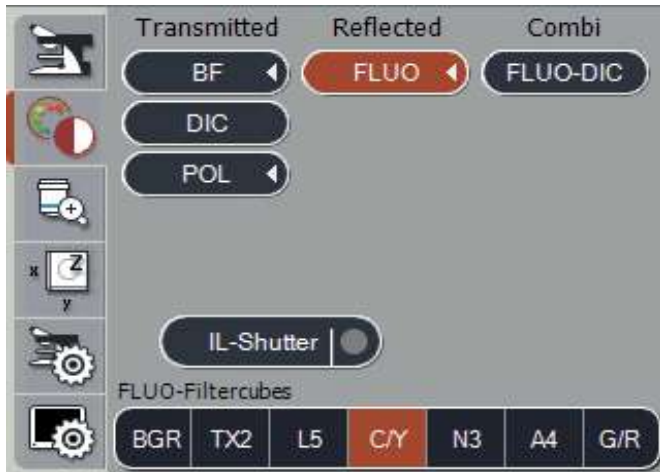 Transmitted Reflected Combi
BF FLUO FLUO-DIC
DIC
POL
Z
x
y
IL-Shutter
FLUO-Filtercubes
BGR TX2 L5 C/Y N3 A4 G/R